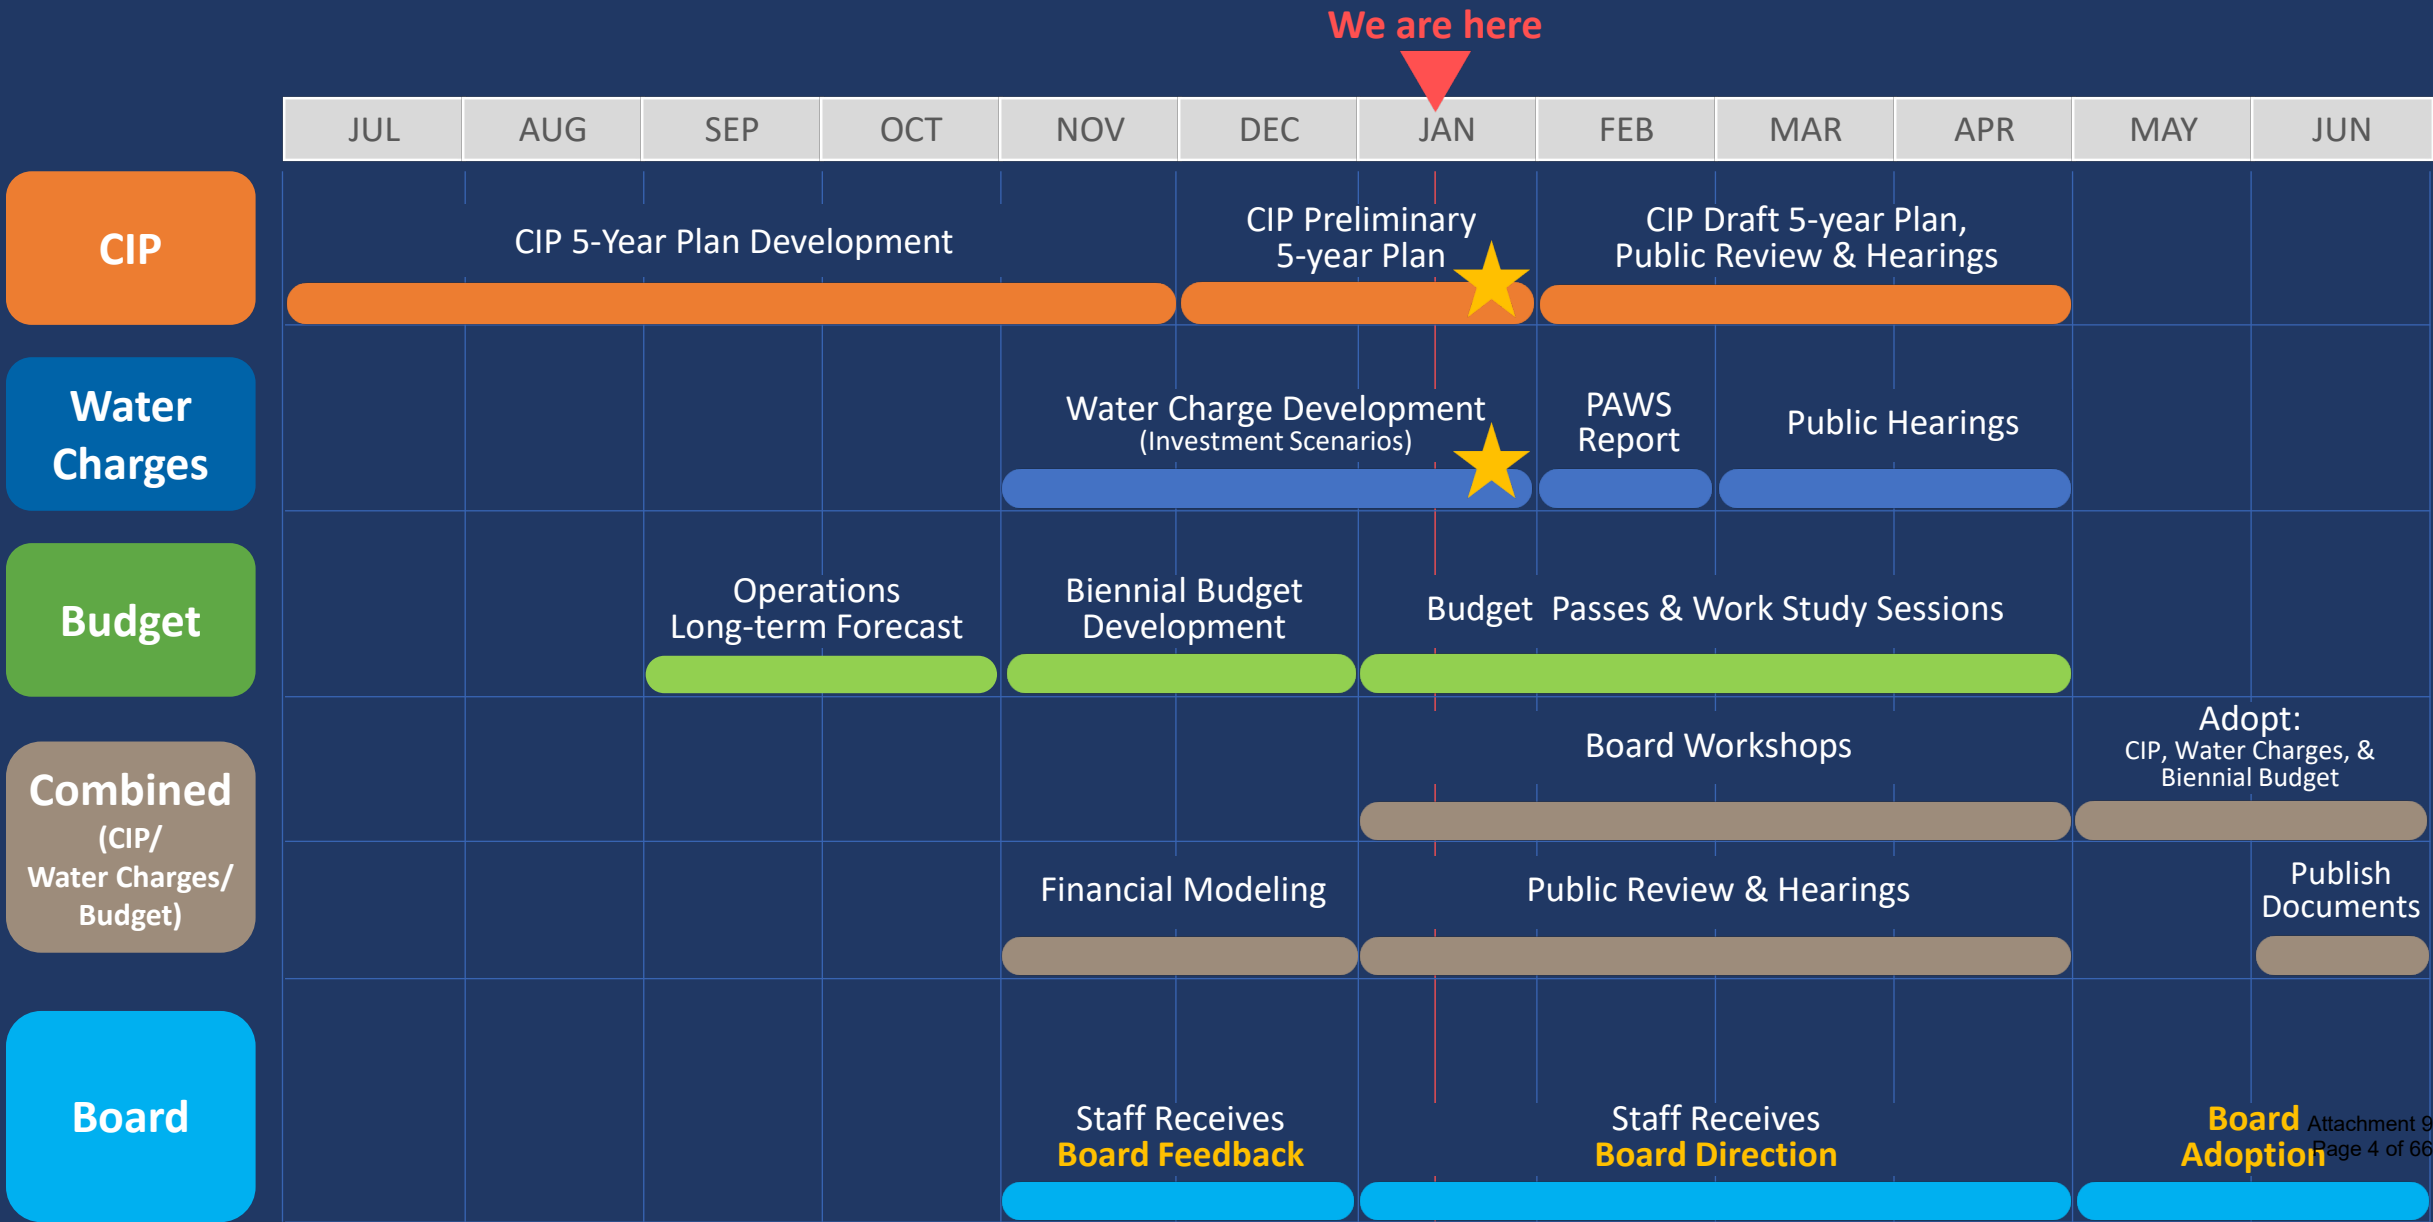 We are here
JUL AUG SEP OCT NOV DEC JAN FEB MAR APR MAY JUN
CIP
CIP 5-Year Plan Development
CIP Preliminary
5-year Plan
CIP Draft 5-year Plan,
Public Review & Hearings
Water
Charges
Water Charge Development
(Investment Scenarios)
PAWS
Report
Public Hearings
Budget
Operations
Long-term Forecast
Biennial Budget
Development
Budget Passes & Work Study Sessions
Combined
(CIP/
Water Charges/
Budget)
Board Workshops
Adopt:
CIP, Water Charges, &
Biennial Budget
Financial Modeling
Public Review & Hearings
Publish
Documents
Board
Staff Receives
Board Feedback
Staff Receives
Board Direction
Board
Adoption
Attachment 9
Page 4 of 66